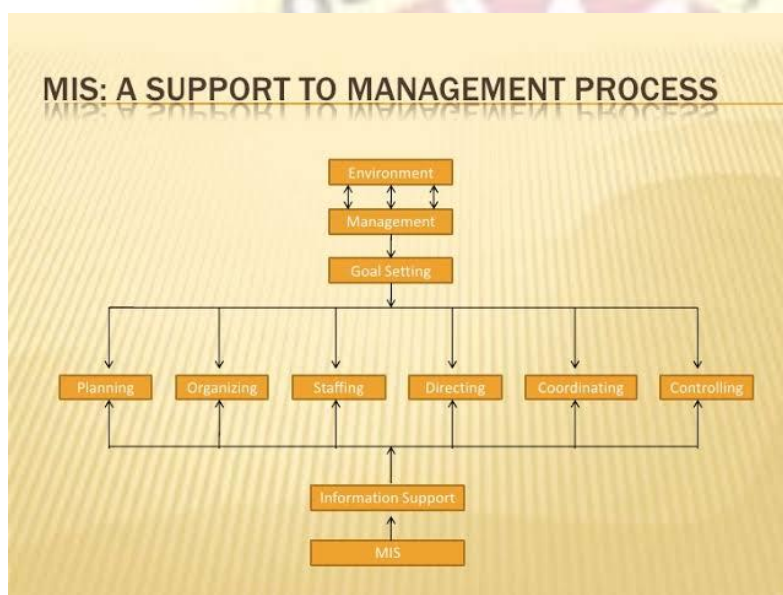 MIS: A SUPPORT TO MANAGEMENT PROCESS
Environment
Management
Goal Setting
Planning
Organizing
Staffing
Directing
Coordinating
Controlling
Information Support
MIS